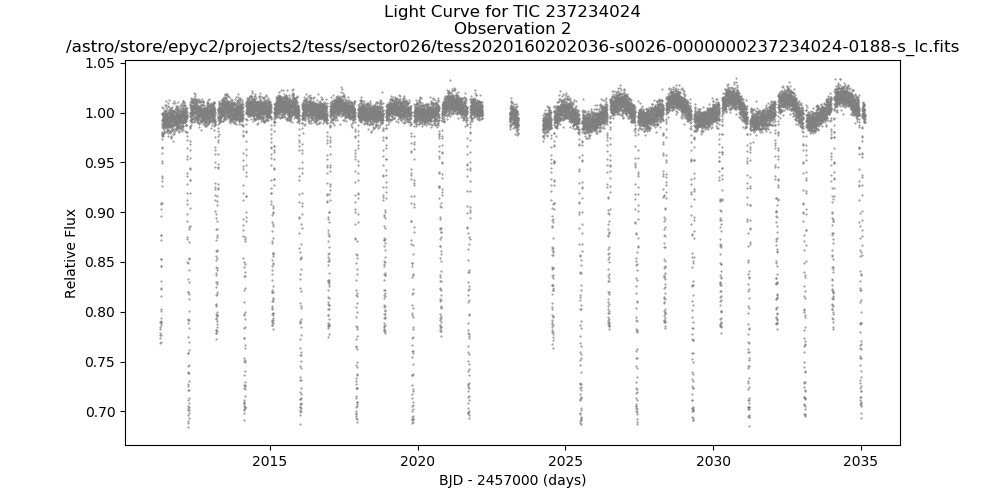 Light Curve for TIC 237234024
Observation 2
/astro/store/epyc2/projects2/tess/sector026/tess2020160202036-s0026-0000000237234024-0188-s_lc.fits
1.05
1.00
0.95
0.90
0.85
0.80
0.75
0.70
Relative Flux
2015
2020
2025
2030
2035
BJD - 2457000 (days)